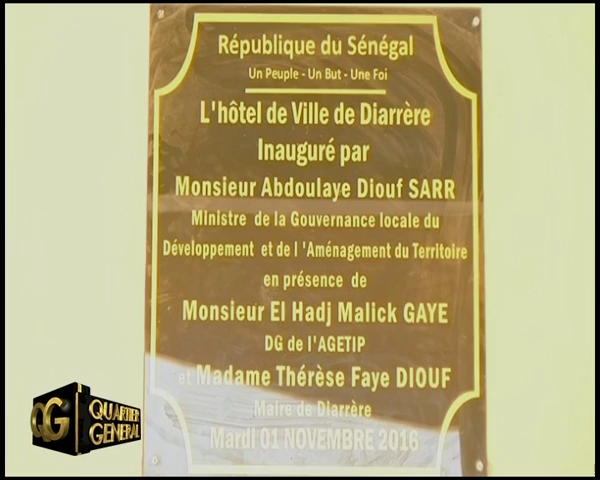 République du Sénégal
Un Peuple - Un But - Une Foi
L'hôtel de Ville de Diarrère
Inauguré par
Monsieur Abdoulaye Diouf SARR
Ministre de la Gouvernance locale du
Développement et de l 'Aménagement du Territoire
en présence de
Monsieur El Hadj Malick GAYE
DG de l'AGETIP
et Madame Thérèse Faye DIOUF
Maire de Diarrère
Mardi 01 NOVEMBRE 2016
QG
QUARTIER
GENERAL